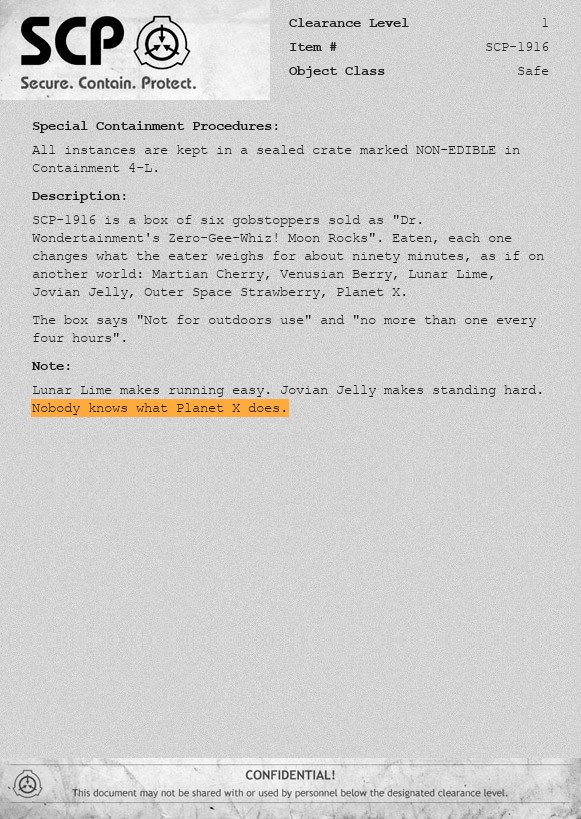 SCP
Secure. Contain. Protect.
Clearance Level 1
Item # SCP-1916
Object Class Safe
Special Containment Procedures:
All instances are kept in a sealed crate marked NON-EDIBLE in
Containment 4-L.
Description:
SCP-1916 is a box of six gobstoppers sold as "Dr.
Wondertainment's Zero-Gee-Whiz! Moon Rocks". Eaten, each one
changes what the eater weighs for about ninety minutes, as if on
another world: Martian Cherry, Venusian Berry, Lunar Lime,
Jovian Jelly, Outer Space Strawberry, Planet X.
The box says "Not for outdoors use" and "no more than one every
four hours".
Note:
Lunar Lime makes running easy. Jovian Jelly makes standing hard.
Nobody knows what Planet X does.
CONFIDENTIAL!
This document may not be shared with or used by personnel below the designated clearance level.